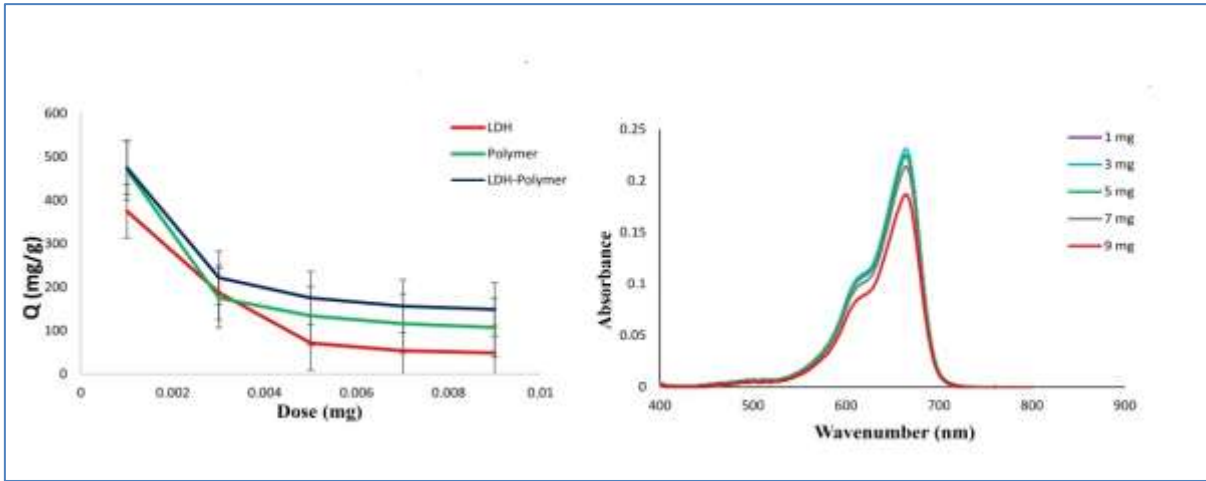 600
500
400
300
200
100
0
Q (mg/g)
0
0.002
0.004
0.006
0.008
0,01
Dose (mg)
LDH
Polymer
LDH-Polymer
0.25
0.2
0.15
0.1
0.05
0
Absorbance
400
500
600
700
800
900
Wavenumber (nm)
1 mg
3 mg
5 mg
7 mg
9 mg